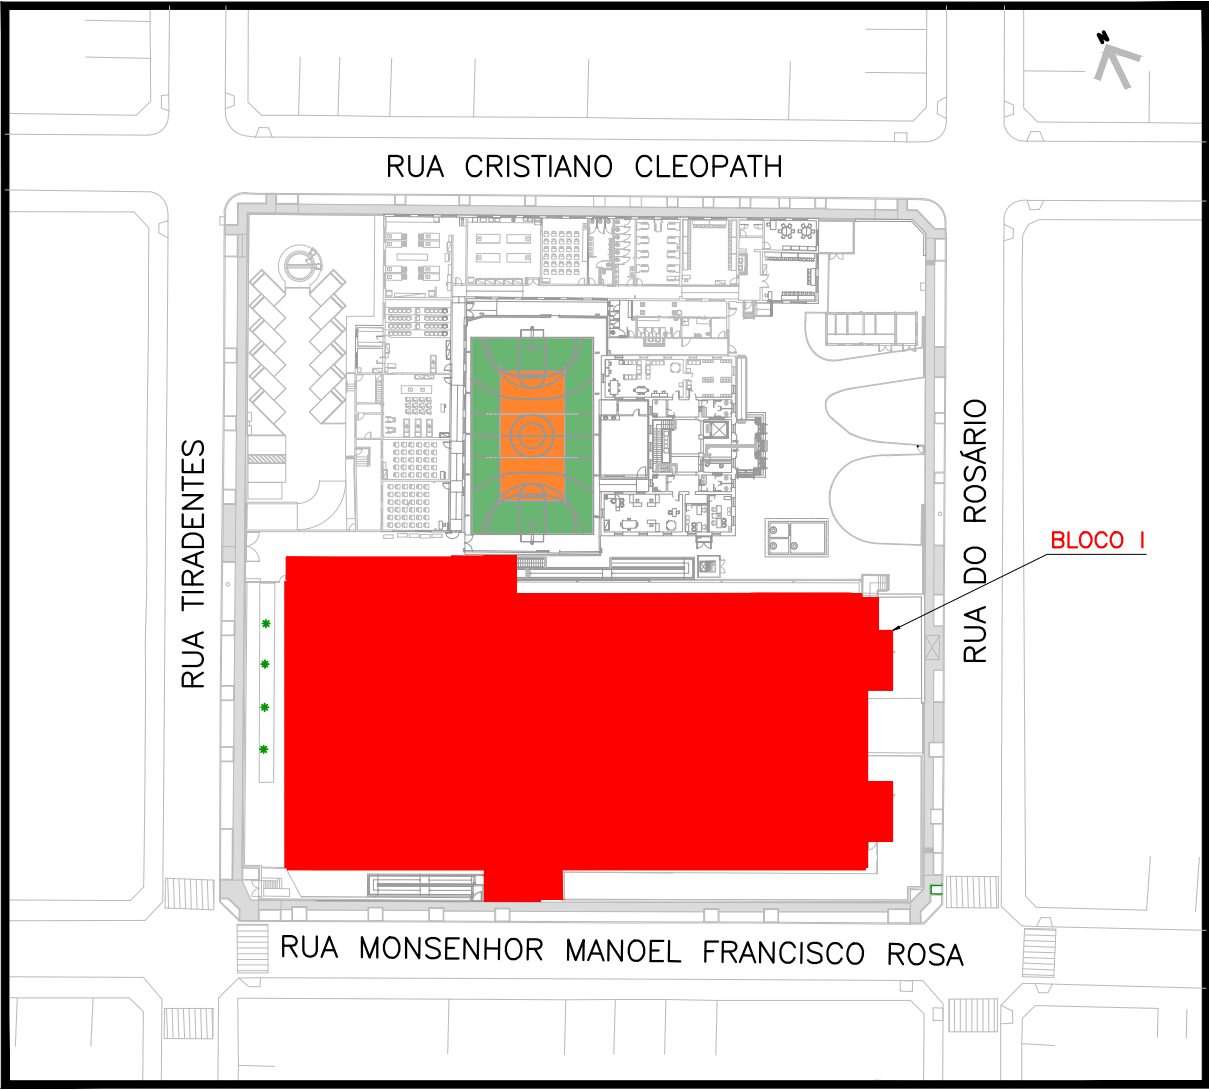 N
RUA CRISTIANO CLEOPATH
RUA TIRADENTES
RUA DO ROSÁRIO
BLOCO I
RUA MONSENHOR MANOEL FRANCISCO ROSA